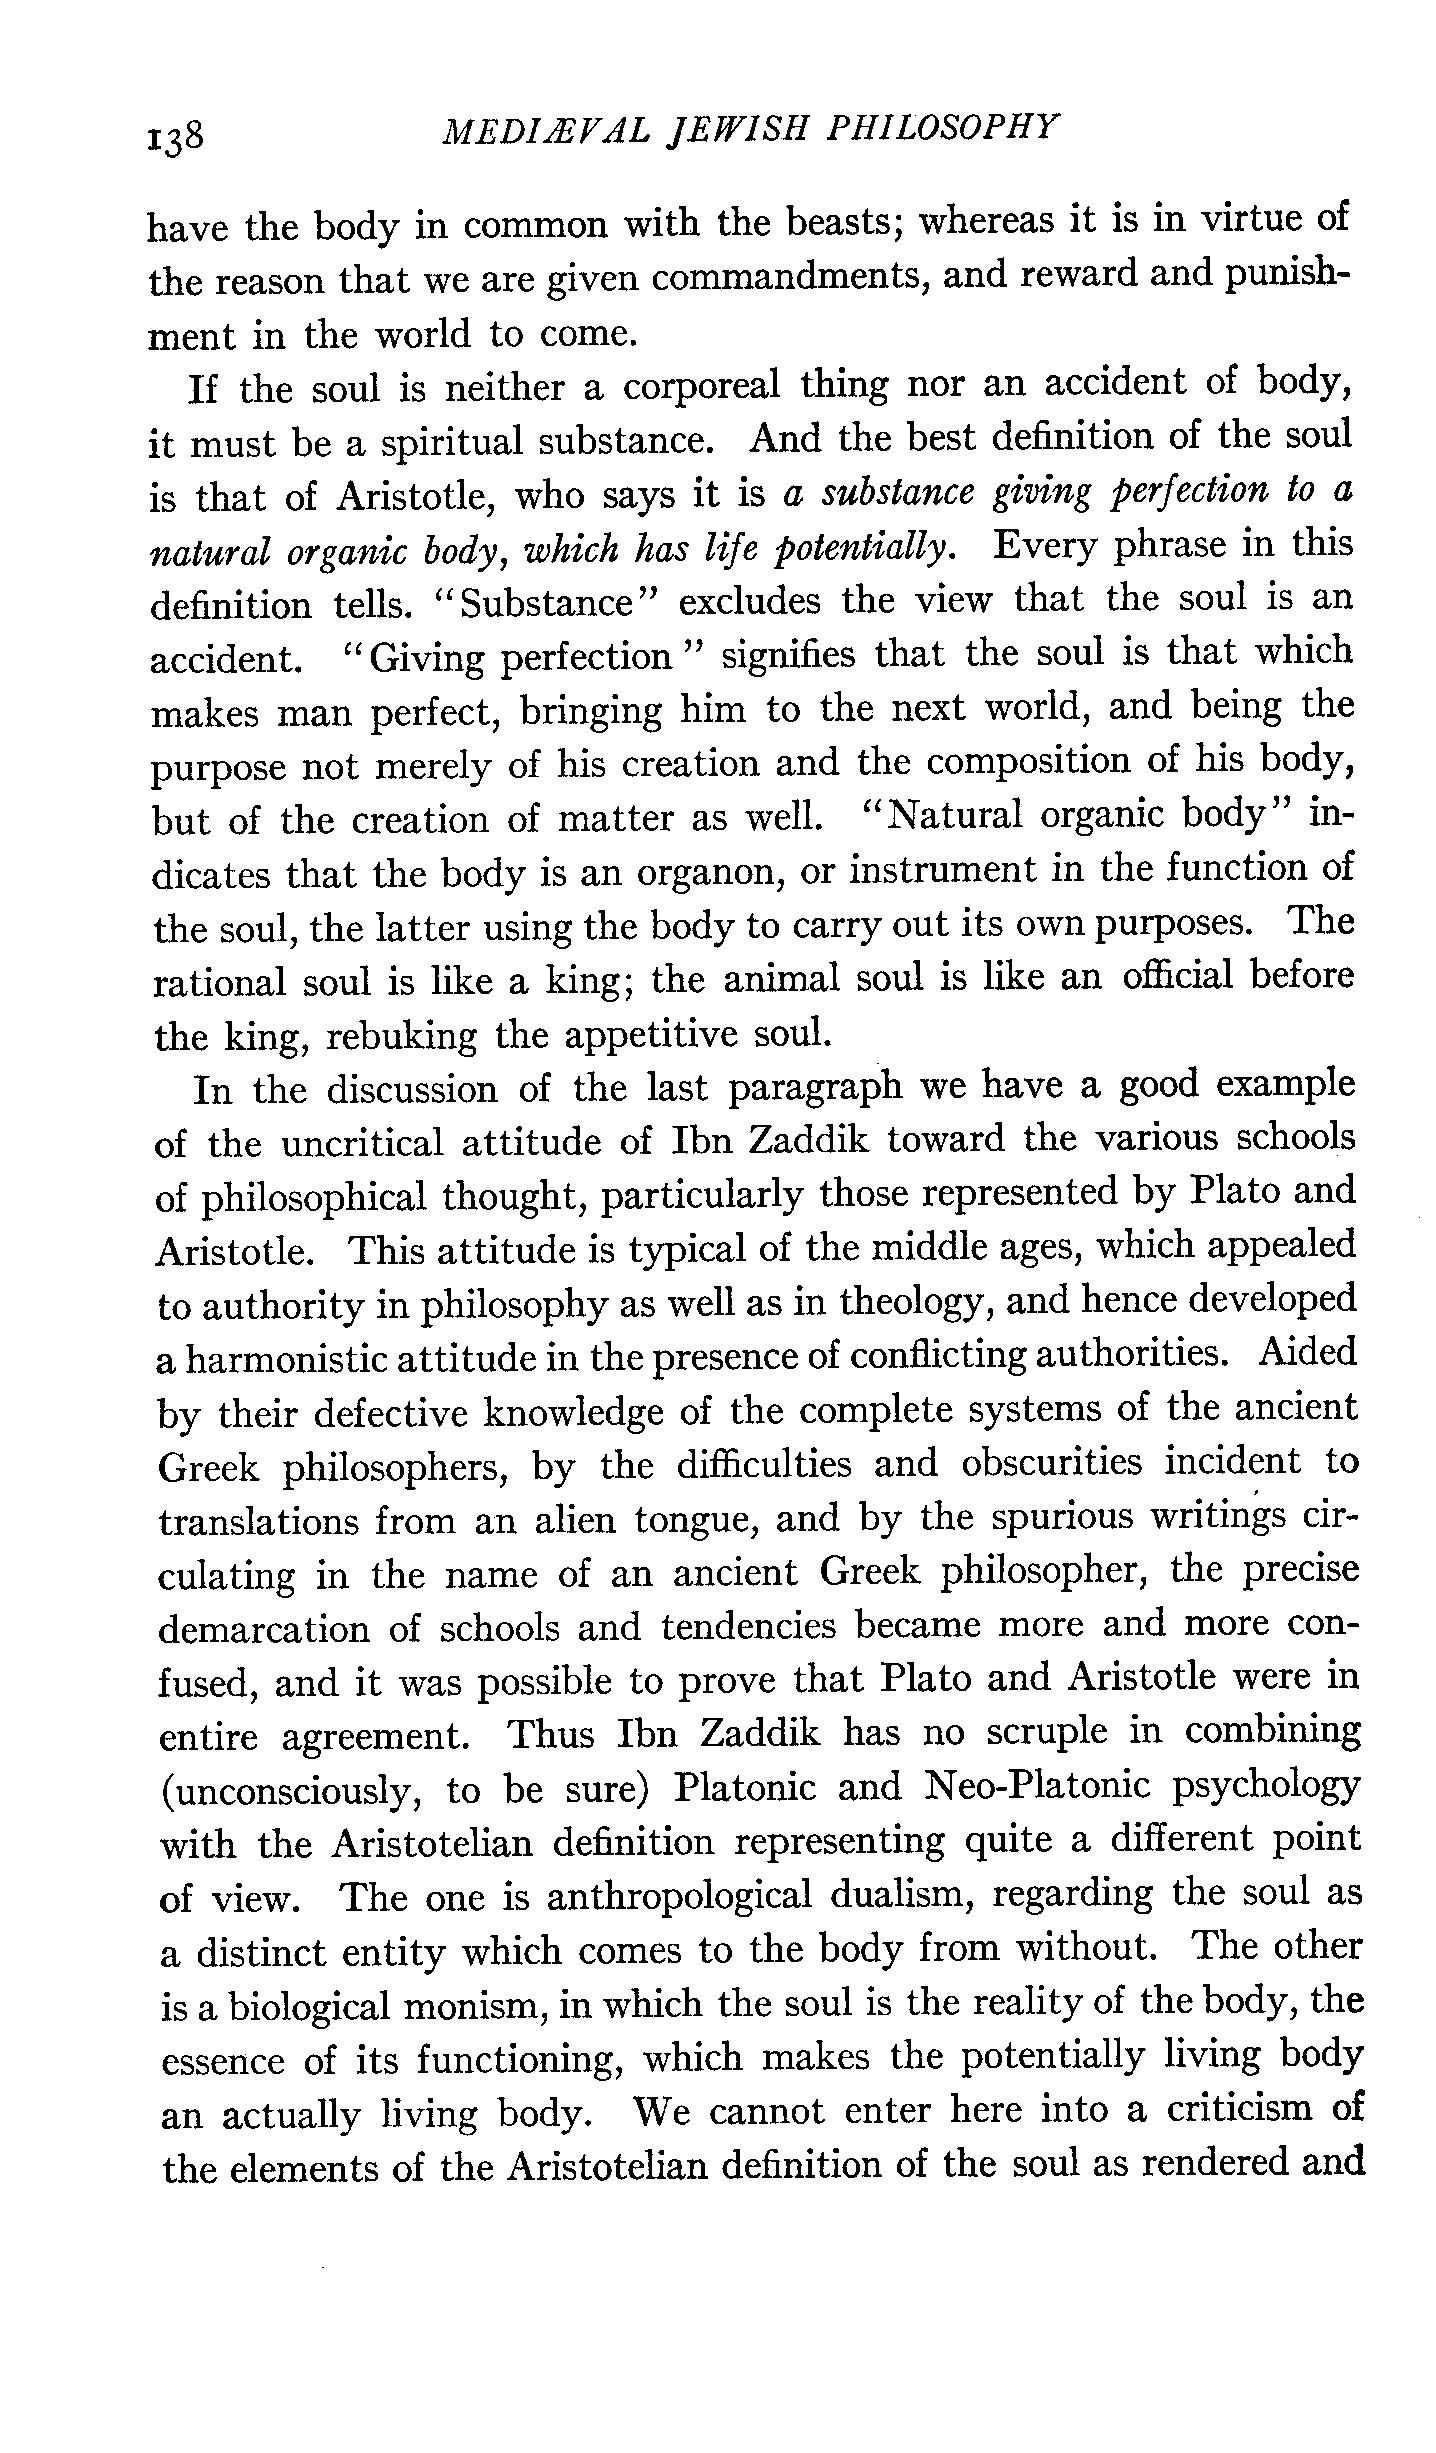 138 MEDIÆVAL JEWISH PHILOSOPHY
have the body in common with the beasts; whereas it is in virtue of
the reason that we are given commandments, and reward and punish-
ment in the world to come.
If the soul is neither a corporeal thing nor an accident of body,
it must be a spiritual substance. And the best definition of the soul
is that of Aristotle, who says it is a substance giving perfection to a
natural organic body, which has life potentially. Every phrase in this
definition tells. "Substance" excludes the view that the soul is an
accident. "Giving perfection" signifies that the soul is that which
makes man perfect, bringing him to the next world, and being the
purpose not merely of his creation and the composition of his body,
but of the creation of matter as well. "Natural organic body" in-
dicates that the body is an organon, or instrument in the function of
the soul, the latter using the body to carry out its own purposes. The
rational soul is like a king; the animal soul is like an official before
the king, rebuking the appetitive soul.
In the discussion of the last paragraph we have a good example
of the uncritical attitude of Ibn Zaddik toward the various schools
of philosophical thought, particularly those represented by Plato and
Aristotle. This attitude is typical of the middle ages, which appealed
to authority in philosophy as well as in theology, and hence developed
a harmonistic attitude in the presence of conflicting authorities. Aided
by their defective knowledge of the complete systems of the ancient
Greek philosophers, by the difficulties and obscurities incident to
translations from an alien tongue, and by the spurious writings cir-
culating in the name of an ancient Greek philosopher, the precise
demarcation of schools and tendencies became more and more con-
fused, and it was possible to prove that Plato and Aristotle were in
entire agreement. Thus Ibn Zaddik has no scruple in combining
(unconsciously, to be sure) Platonic and Neo-Platonic psychology
with the Aristotelian definition representing quite a different point
of view. The one is anthropological dualism, regarding the soul as
a distinct entity which comes to the body from without. The other
is a biological monism, in which the soul is the reality of the body, the
essence of its functioning, which makes the potentially living body
an actually living body. We cannot enter here into a criticism of
the elements of the Aristotelian definition of the soul as rendered and